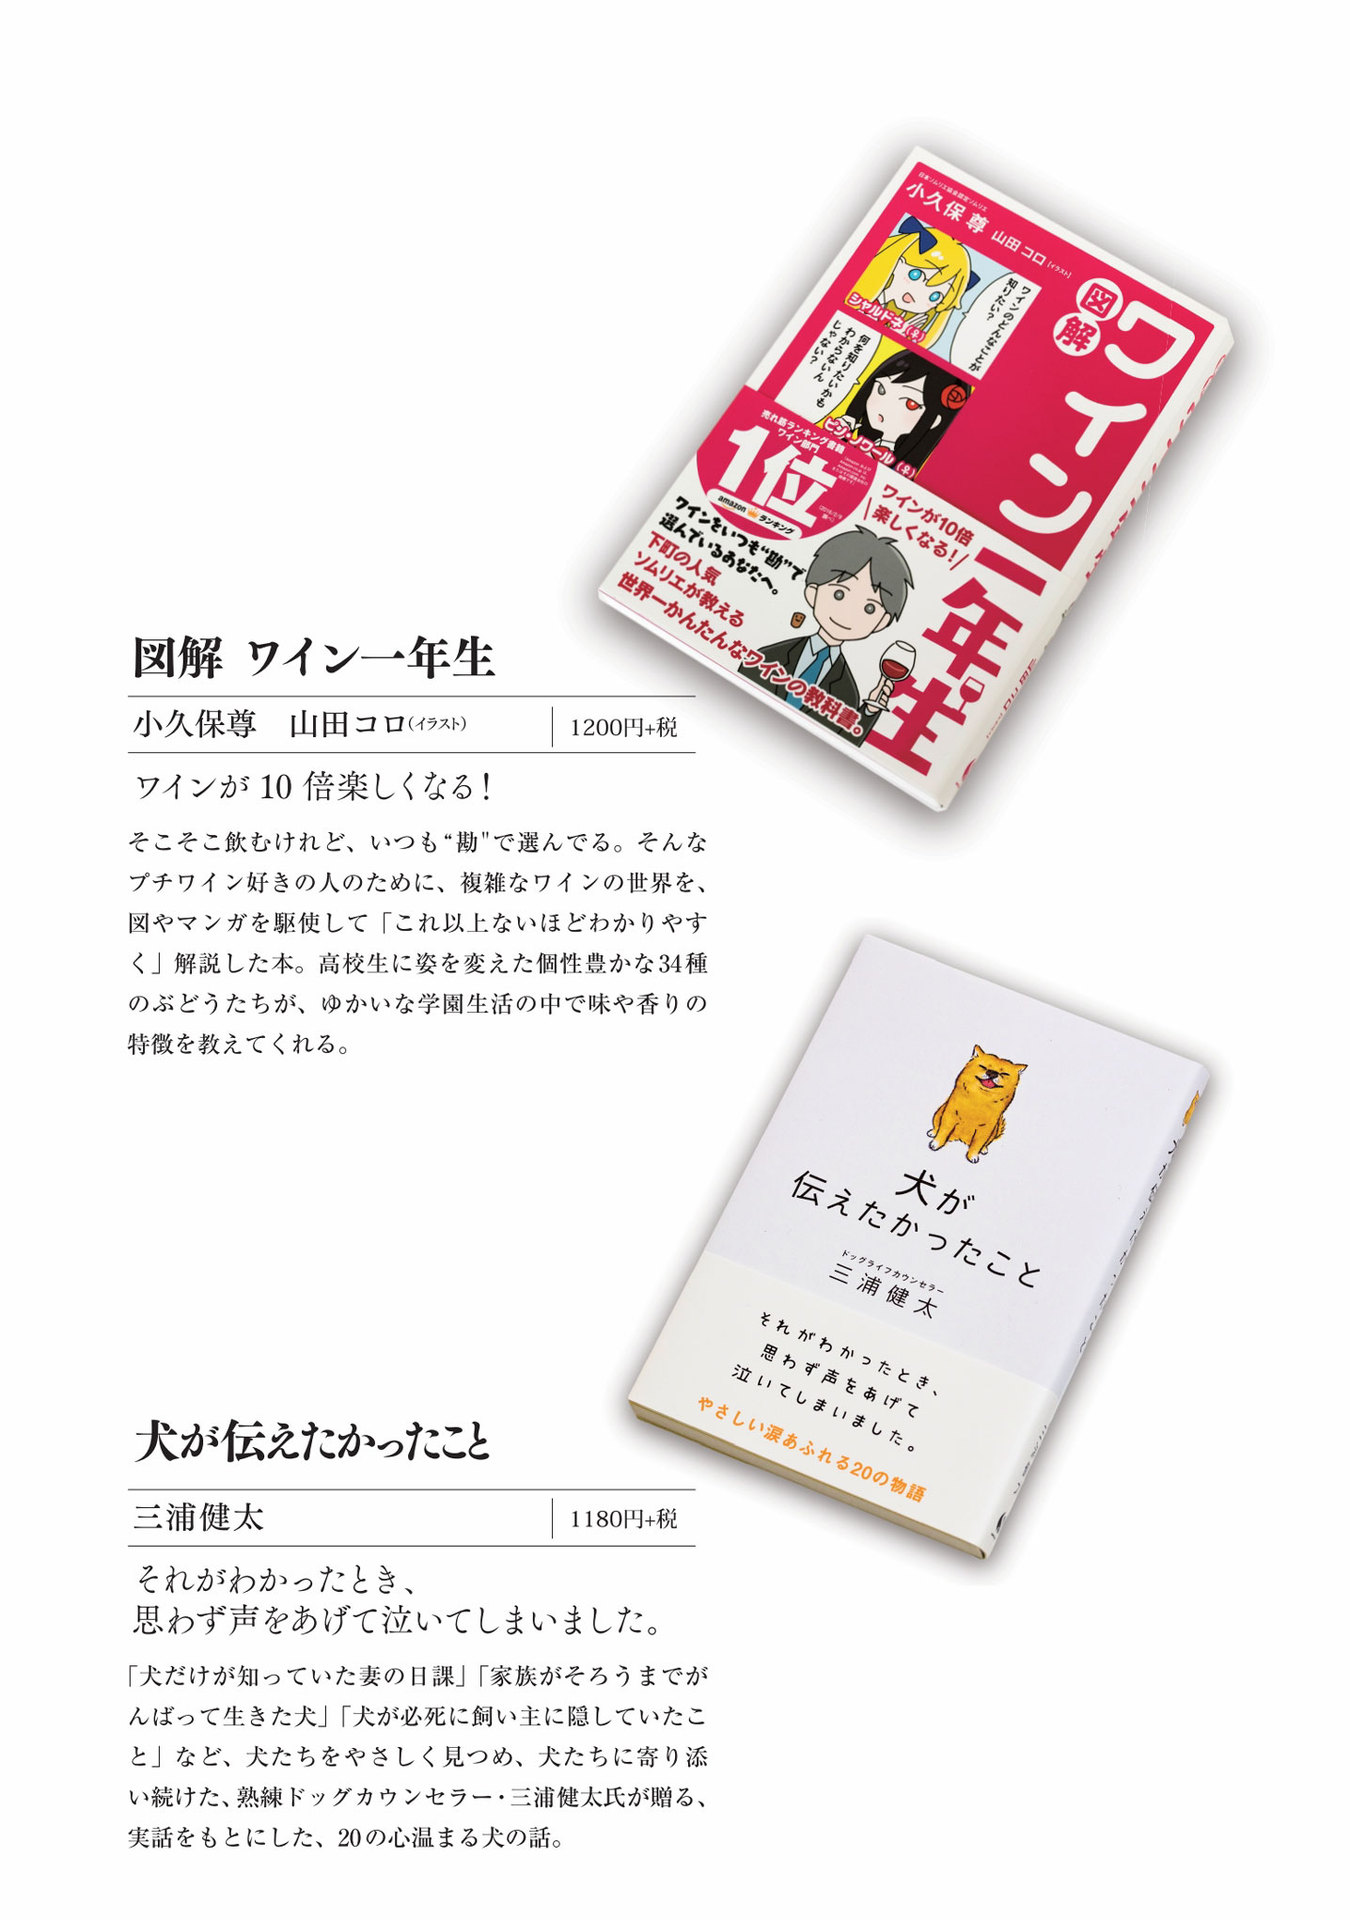 日本ソムリエ協会認定ソムリエ
小久保 尊 山田 コロ [イラスト]
図解
ワイン一年生
ワインのどんなことが
知りたい？
シャルドネ(♀)
何を知りたいかも
わからないん
じゃない？
ピノ・ノワール(♀)
売れ筋ランキング書籍
ワイン部門
1位
amazon ランキング
ワインが10倍
楽しくなる！
ワインをいつも“勘”で
選んでいるあなたへ。
下町の人気
ソムリエが教える
世界一かんたんなワインの教科書。
図解 ワイン一年生
小久保尊　山田コロ(イラスト)
1200円+税
ワインが 10 倍楽しくなる！
そこそこ飲むけれど、いつも“勘"で選んでる。そんな
プチワイン好きの人のために、複雑なワインの世界を、
図やマンガを駆使して「これ以上ないほどわかりやす
く」解説した本。高校生に姿を変えた個性豊かな34種
のぶどうたちが、ゆかいな学園生活の中で味や香りの
特徴を教えてくれる。
犬が
伝えたかったこと
ドッグライフカウンセラー
三浦健太
それがわかったとき、
思わず声をあげて
泣いてしまいました。
やさしい涙あふれる20の物語
犬が伝えたかったこと
三浦健太
1180円+税
それがわかったとき、
思わず声をあげて泣いてしまいました。
「犬だけが知っていた妻の日課」「家族がそろうまでが
んばって生きた犬」「犬が必死に飼い主に隠していたこ
と」など、犬たちをやさしく見つめ、犬たちに寄り添
い続けた、熟練ドッグカウンセラー・三浦健太氏が贈る、
実話をもとにした、20の心温まる犬の話。